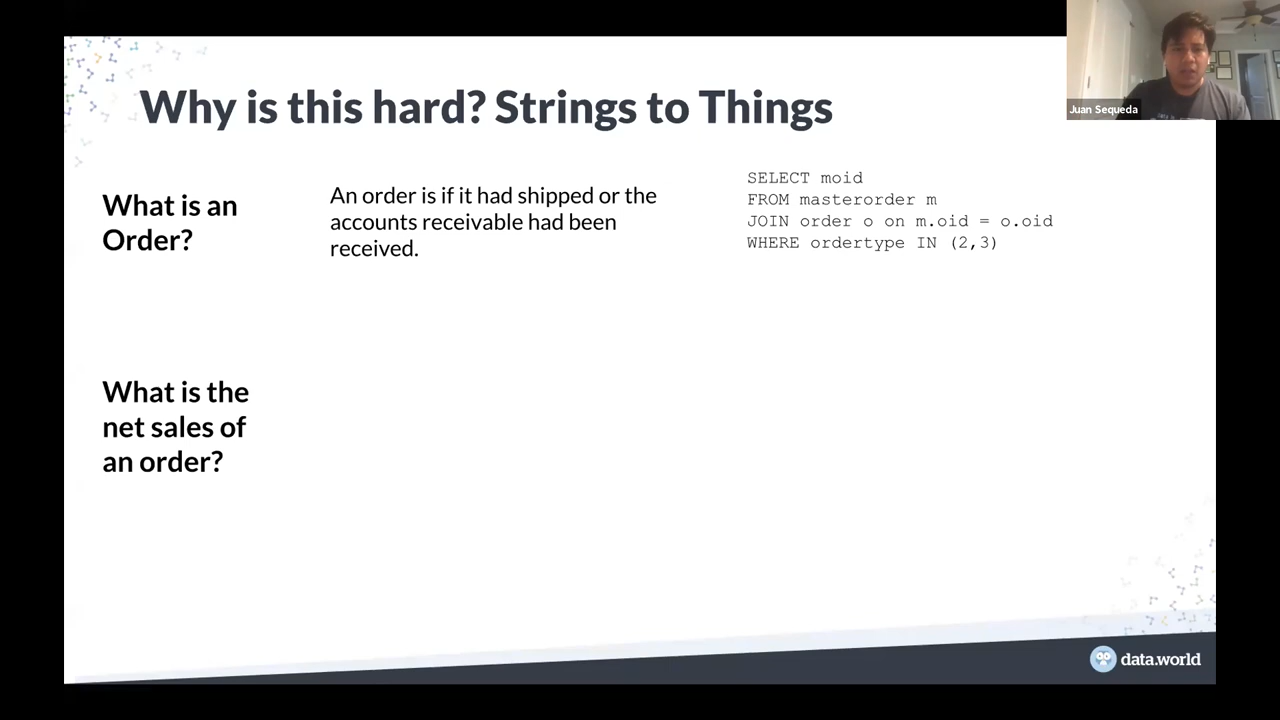 Juan Sequeda
Why is this hard? Strings to Things
What is an
Order?
An order is if it had shipped or the
accounts receivable had been
received.
SELECT moid
FROM masterorder m
JOIN order o on m.oid = o.oid
WHERE ordertype IN (2,3)
What is the
net sales of
an order?
data.world